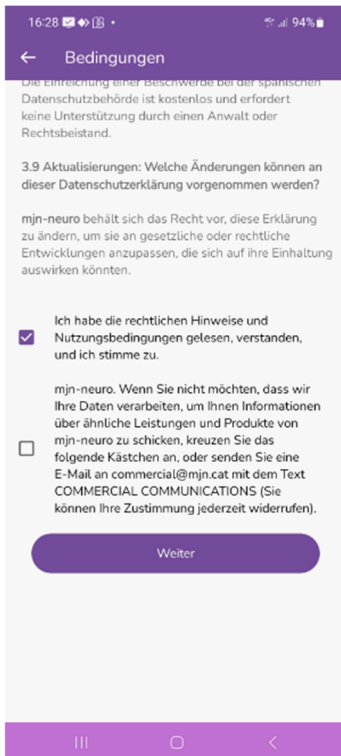 16:28
94%
Bedingungen
Die Einreichung einer Beschwerde bei der spanischen
Datenschutzbehörde ist kostenlos und erfordert
keine Unterstützung durch einen Anwalt oder
Rechtsbeistand.
3.9 Aktualisierungen: Welche Änderungen können an
dieser Datenschutzerklärung vorgenommen werden?
mjn-neuro behält sich das Recht vor, diese Erklärung
zu ändern, um sie an gesetzliche oder rechtliche
Entwicklungen anzupassen, die sich auf ihre Einhaltung
auswirken könnten.
Ich habe die rechtlichen Hinweise und
Nutzungsbedingungen gelesen, verstanden,
und ich stimme zu.
mjn-neuro. Wenn Sie nicht möchten, dass wir
Ihre Daten verarbeiten, um Ihnen Informationen
über ähnliche Leistungen und Produkte von
mjn-neuro zu schicken, kreuzen Sie das
folgende Kästchen an, oder senden Sie eine
E-Mail an commercial@mjn.cat mit dem Text
COMMERCIAL COMMUNICATIONS (Sie
können Ihre Zustimmung jederzeit widerrufen).
Weiter